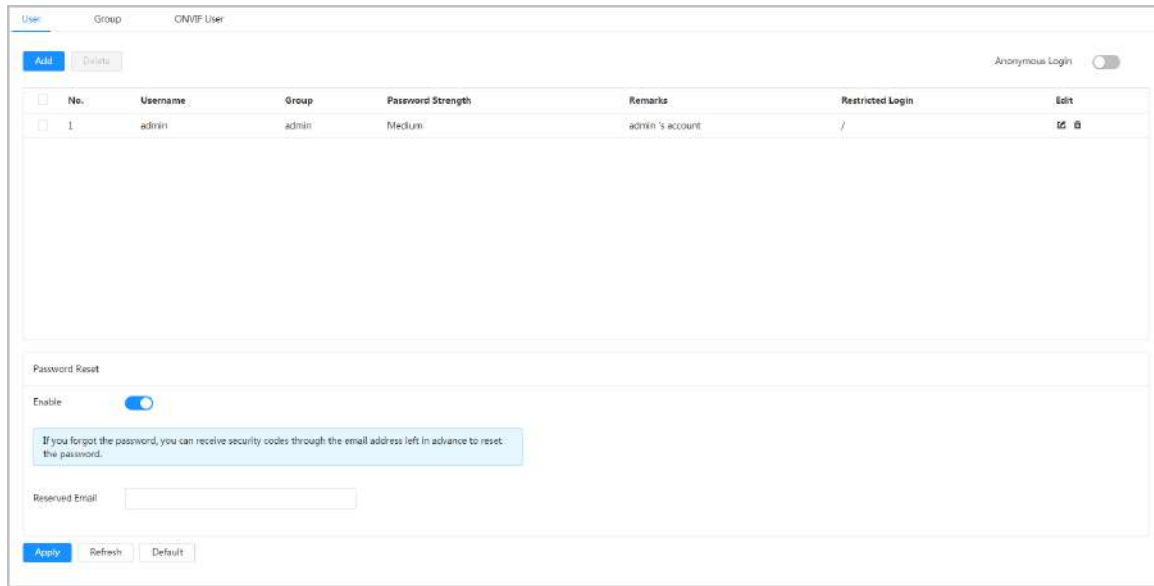 User Group ONVIF User
Add Delete Anonymous Login
No. Username Group Password Strength Remarks Restricted Login Edit
1 admin admin Medium admin 's account /
Password Reset
Enable
If you forgot the password, you can receive security codes through the email address left in advance to reset
the password.
Reserved Email
Apply Refresh Default